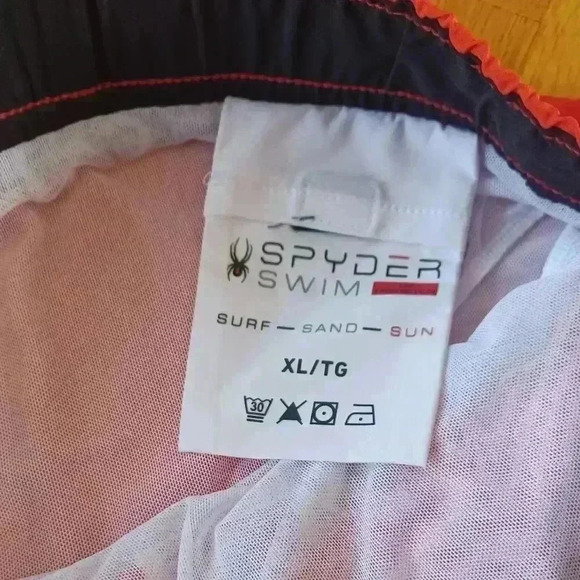 SPYDER
SWIM
SURF — SAND — SUN
XL/TG
30